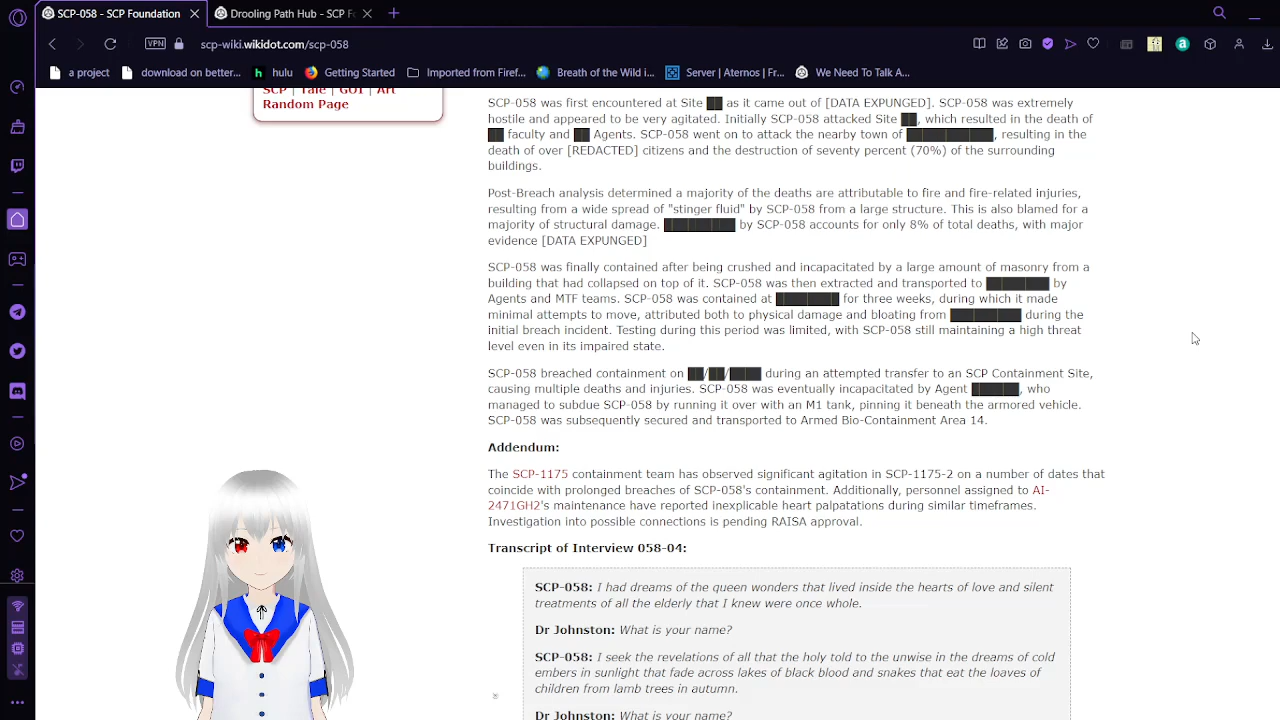 SCP-058 - SCP Foundation
Drooling Path Hub - SCP F
VPN
scp-wiki.wikidot.com/scp-058
a project
download on better...
hulu
Getting Started
Imported from Firef...
Breath of the Wild i...
Server | Aternos | Fr...
We Need To Talk A...
SCP | Tale | GOI | Art
Random Page
SCP-058 was first encountered at Site ██ as it came out of [DATA EXPUNGED]. SCP-058 was extremely
hostile and appeared to be very agitated. Initially SCP-058 attacked Site ██, which resulted in the death of
██ faculty and ██ Agents. SCP-058 went on to attack the nearby town of ███████████, resulting in the
death of over [REDACTED] citizens and the destruction of seventy percent (70%) of the surrounding
buildings.
Post-Breach analysis determined a majority of the deaths are attributable to fire and fire-related injuries,
resulting from a wide spread of "stinger fluid" by SCP-058 from a large structure. This is also blamed for a
majority of structural damage. █████████ by SCP-058 accounts for only 8% of total deaths, with major
evidence [DATA EXPUNGED]
SCP-058 was finally contained after being crushed and incapacitated by a large amount of masonry from a
building that had collapsed on top of it. SCP-058 was then extracted and transported to ████████ by
Agents and MTF teams. SCP-058 was contained at ████████ for three weeks, during which it made
minimal attempts to move, attributed both to physical damage and bloating from █████████ during the
initial breach incident. Testing during this period was limited, with SCP-058 still maintaining a high threat
level even in its impaired state.
SCP-058 breached containment on ██/██/████ during an attempted transfer to an SCP Containment Site,
causing multiple deaths and injuries. SCP-058 was eventually incapacitated by Agent ██████, who
managed to subdue SCP-058 by running it over with an M1 tank, pinning it beneath the armored vehicle.
SCP-058 was subsequently secured and transported to Armed Bio-Containment Area 14.
Addendum:
The SCP-1175 containment team has observed significant agitation in SCP-1175-2 on a number of dates that
coincide with prolonged breaches of SCP-058's containment. Additionally, personnel assigned to AI-
2471GH2's maintenance have reported inexplicable heart palpatations during similar timeframes.
Investigation into possible connections is pending RAISA approval.
Transcript of Interview 058-04:
SCP-058: I had dreams of the queen wonders that lived inside the hearts of love and silent
treatments of all the elderly that I knew were once whole.
Dr Johnston: What is your name?
SCP-058: I seek the revelations of all that the holy told to the unwise in the dreams of cold
embers in sunlight that fade across lakes of black blood and snakes that eat the loaves of
children from lamb trees in autumn.
Dr Johnston: What is your name?